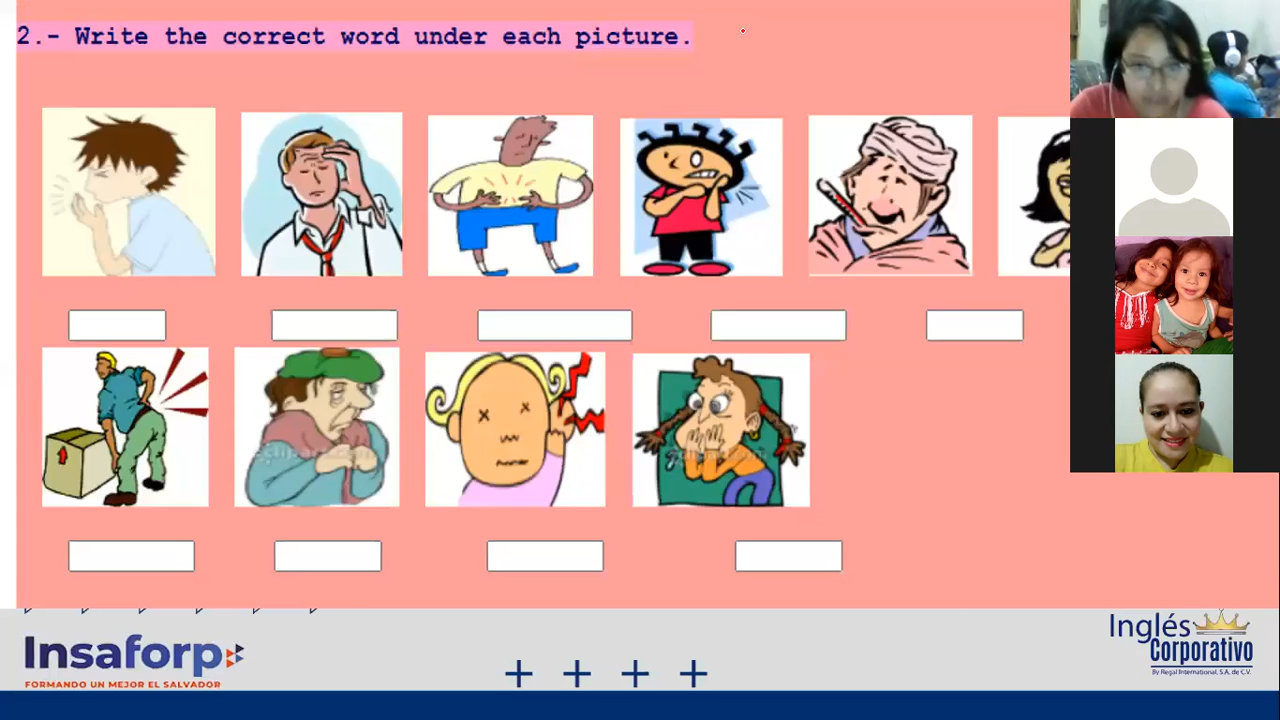 2.- Write the correct word under each picture.
Insaforp
FORMANDO UN MEJOR EL SALVADOR
+ + + +
Inglés
Corporativo
By Regal International, S.A. de C.V.